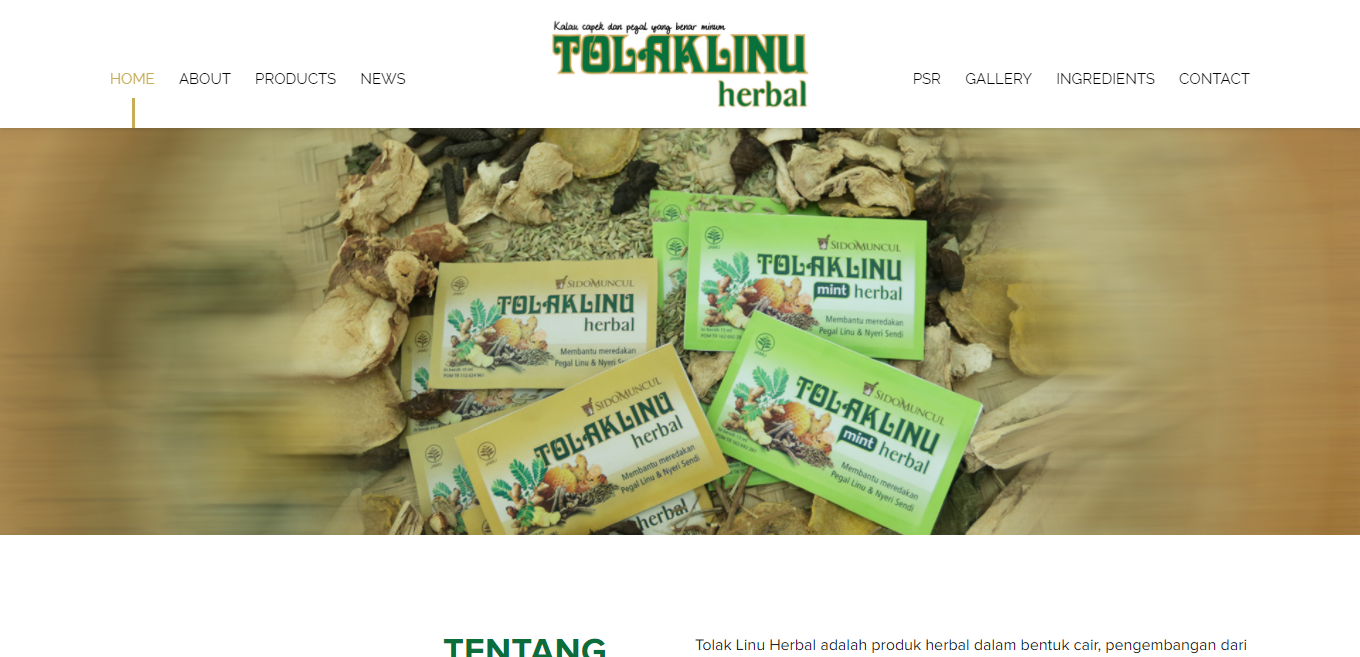 Kalau capek dan pegal yang benar minum
TOLAKLINU
herbal
HOME ABOUT PRODUCTS NEWS
PSR GALLERY INGREDIENTS CONTACT
JAMU
SIDOMUNCUL
TOLAKLINU
mint herbal
Membantu meredakan
Pegal Linu & Nyeri Sendi
JAMU
SIDOMUNCUL
TOLAKLINU
herbal
Membantu meredakan
Pegal Linu & Nyeri Sendi
SIDOMUNCUL
TOLAKLINU
mint herbal
Membantu meredakan
Pegal Linu & Nyeri Sendi
SIDOMUNCUL
TOLAKLINU
herbal
Membantu meredakan
Pegal Linu & Nyeri Sendi
herbal
TENTANG
Tolak Linu Herbal adalah produk herbal dalam bentuk cair, pengembangan dari